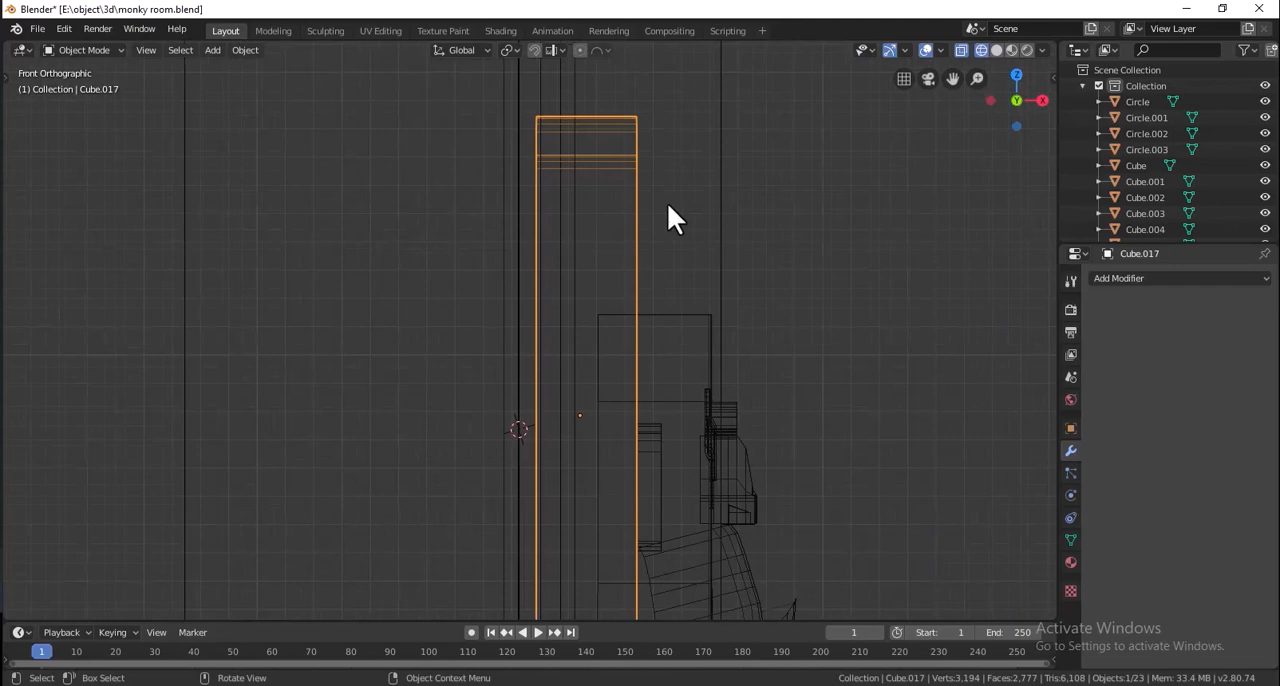 Blender* [E:\object\3d\monky room.blend]
File Edit Render Window Help Layout Modeling Sculpting UV Editing Texture Paint Shading Animation Rendering Compositing Scripting + Scene View Layer
Object Mode View Select Add Object Global
Front Orthographic
(1) Collection | Cube.017
Z
Y
X
Scene Collection
Collection
Circle
Circle.001
Circle.002
Circle.003
Cube
Cube.001
Cube.002
Cube.003
Cube.004
Cube.017
Add Modifier
Playback Keying View Marker 1 Start: 1 End: 250
1 10 20 30 40 50 60 70 80 90 100 110 120 130 140 150 160 170 180 190 200 210 220 230 240 250
Activate Windows
Go to Settings to activate Windows.
Select Box Select Rotate View Object Context Menu Collection | Cube.017 | Verts:3,194 | Faces:2,777 | Tris:6,108 | Objects:1/23 | Mem: 33.4 MB | v2.80.74